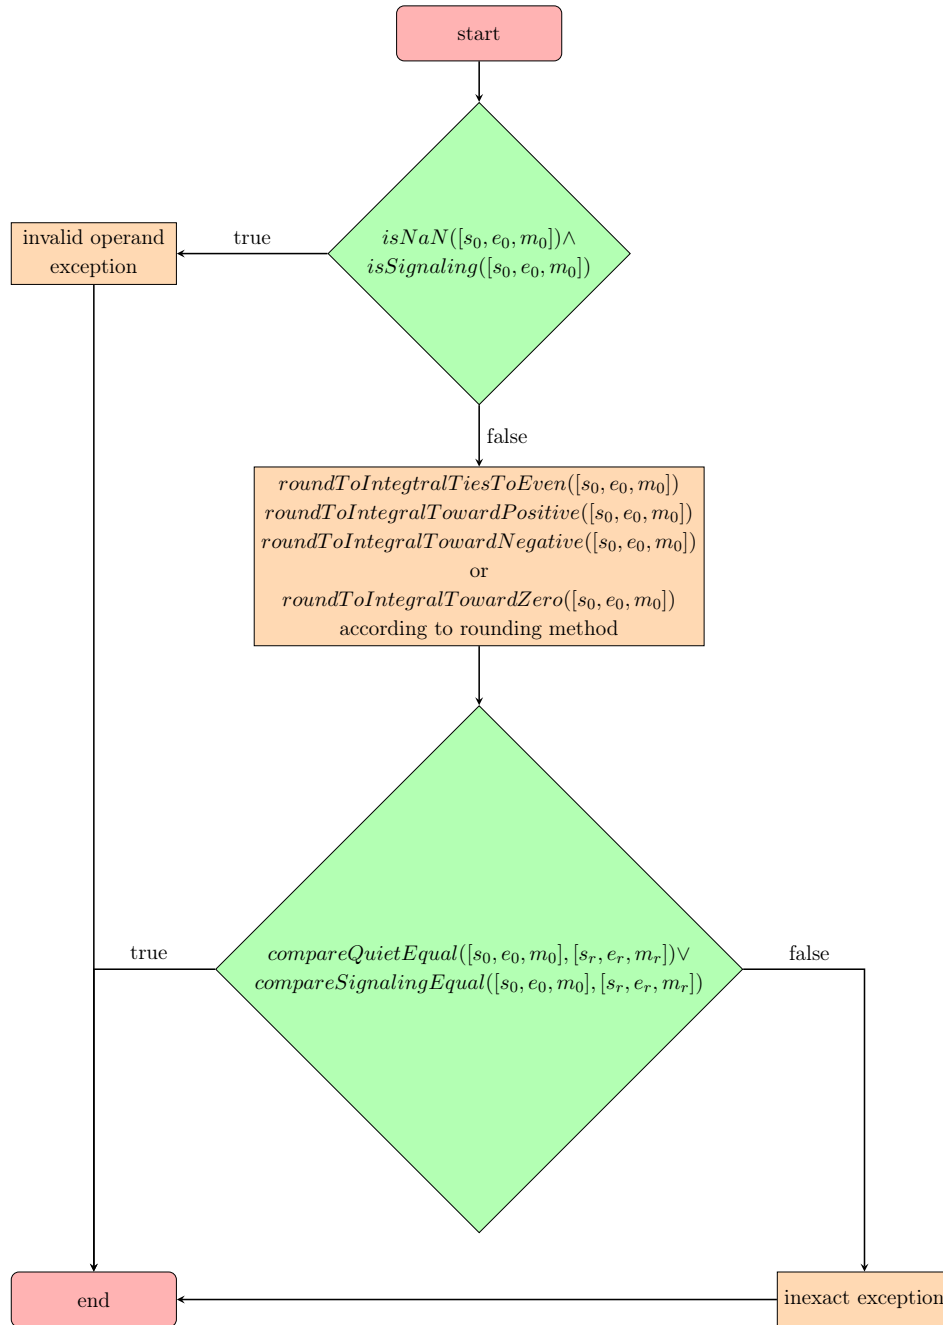 start
isNaN([s₀, e₀, m₀])∧
isSignaling([s₀, e₀, m₀])
true
invalid operand
exception
false
roundToIntegtralTiesToEven([s₀, e₀, m₀])
roundToIntegralTowardPositive([s₀, e₀, m₀])
roundToIntegralTowardNegative([s₀, e₀, m₀])
or
roundToIntegralTowardZero([s₀, e₀, m₀])
according to rounding method
true
compareQuietEqual([s₀, e₀, m₀], [sᵣ, eᵣ, mᵣ])∨
compareSignalingEqual([s₀, e₀, m₀], [sᵣ, eᵣ, mᵣ])
false
end
inexact exception